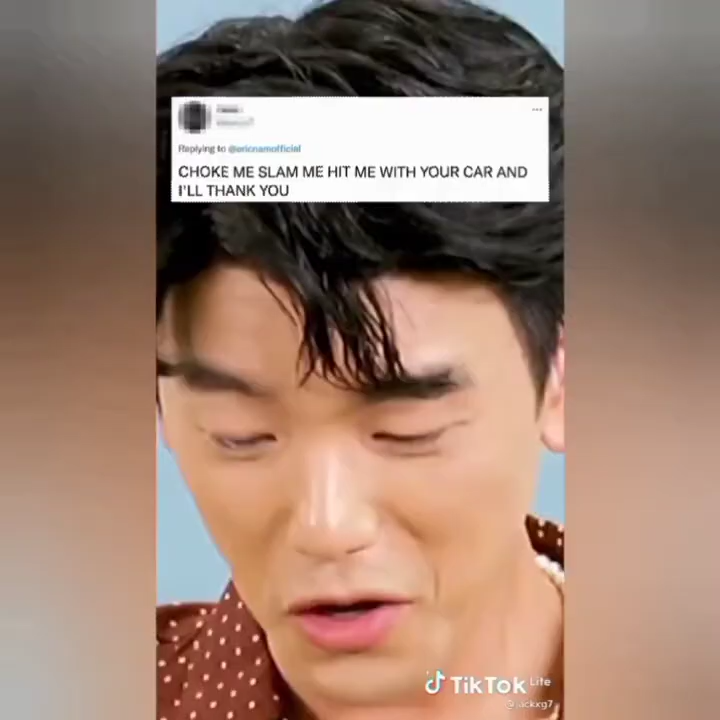 Replying to @ericnamofficial
CHOKE ME SLAM ME HIT ME WITH YOUR CAR AND
I'LL THANK YOU
TikTok Lite